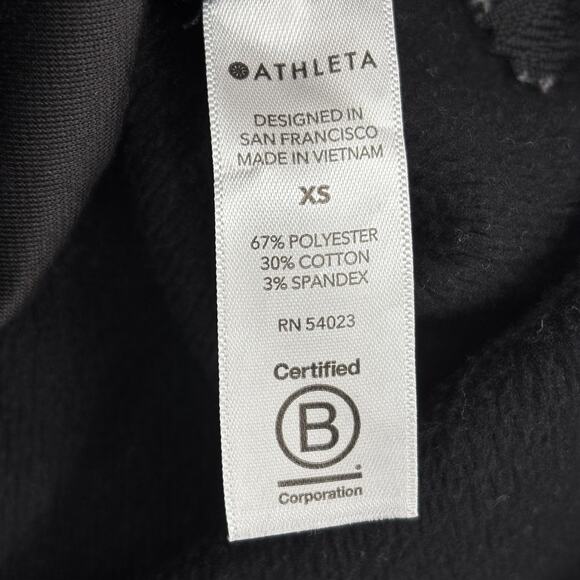 ATHLETA
DESIGNED IN
SAN FRANCISCO
MADE IN VIETNAM
XS
67% POLYESTER
30% COTTON
3% SPANDEX
RN 54023
Certified
B
Corporation